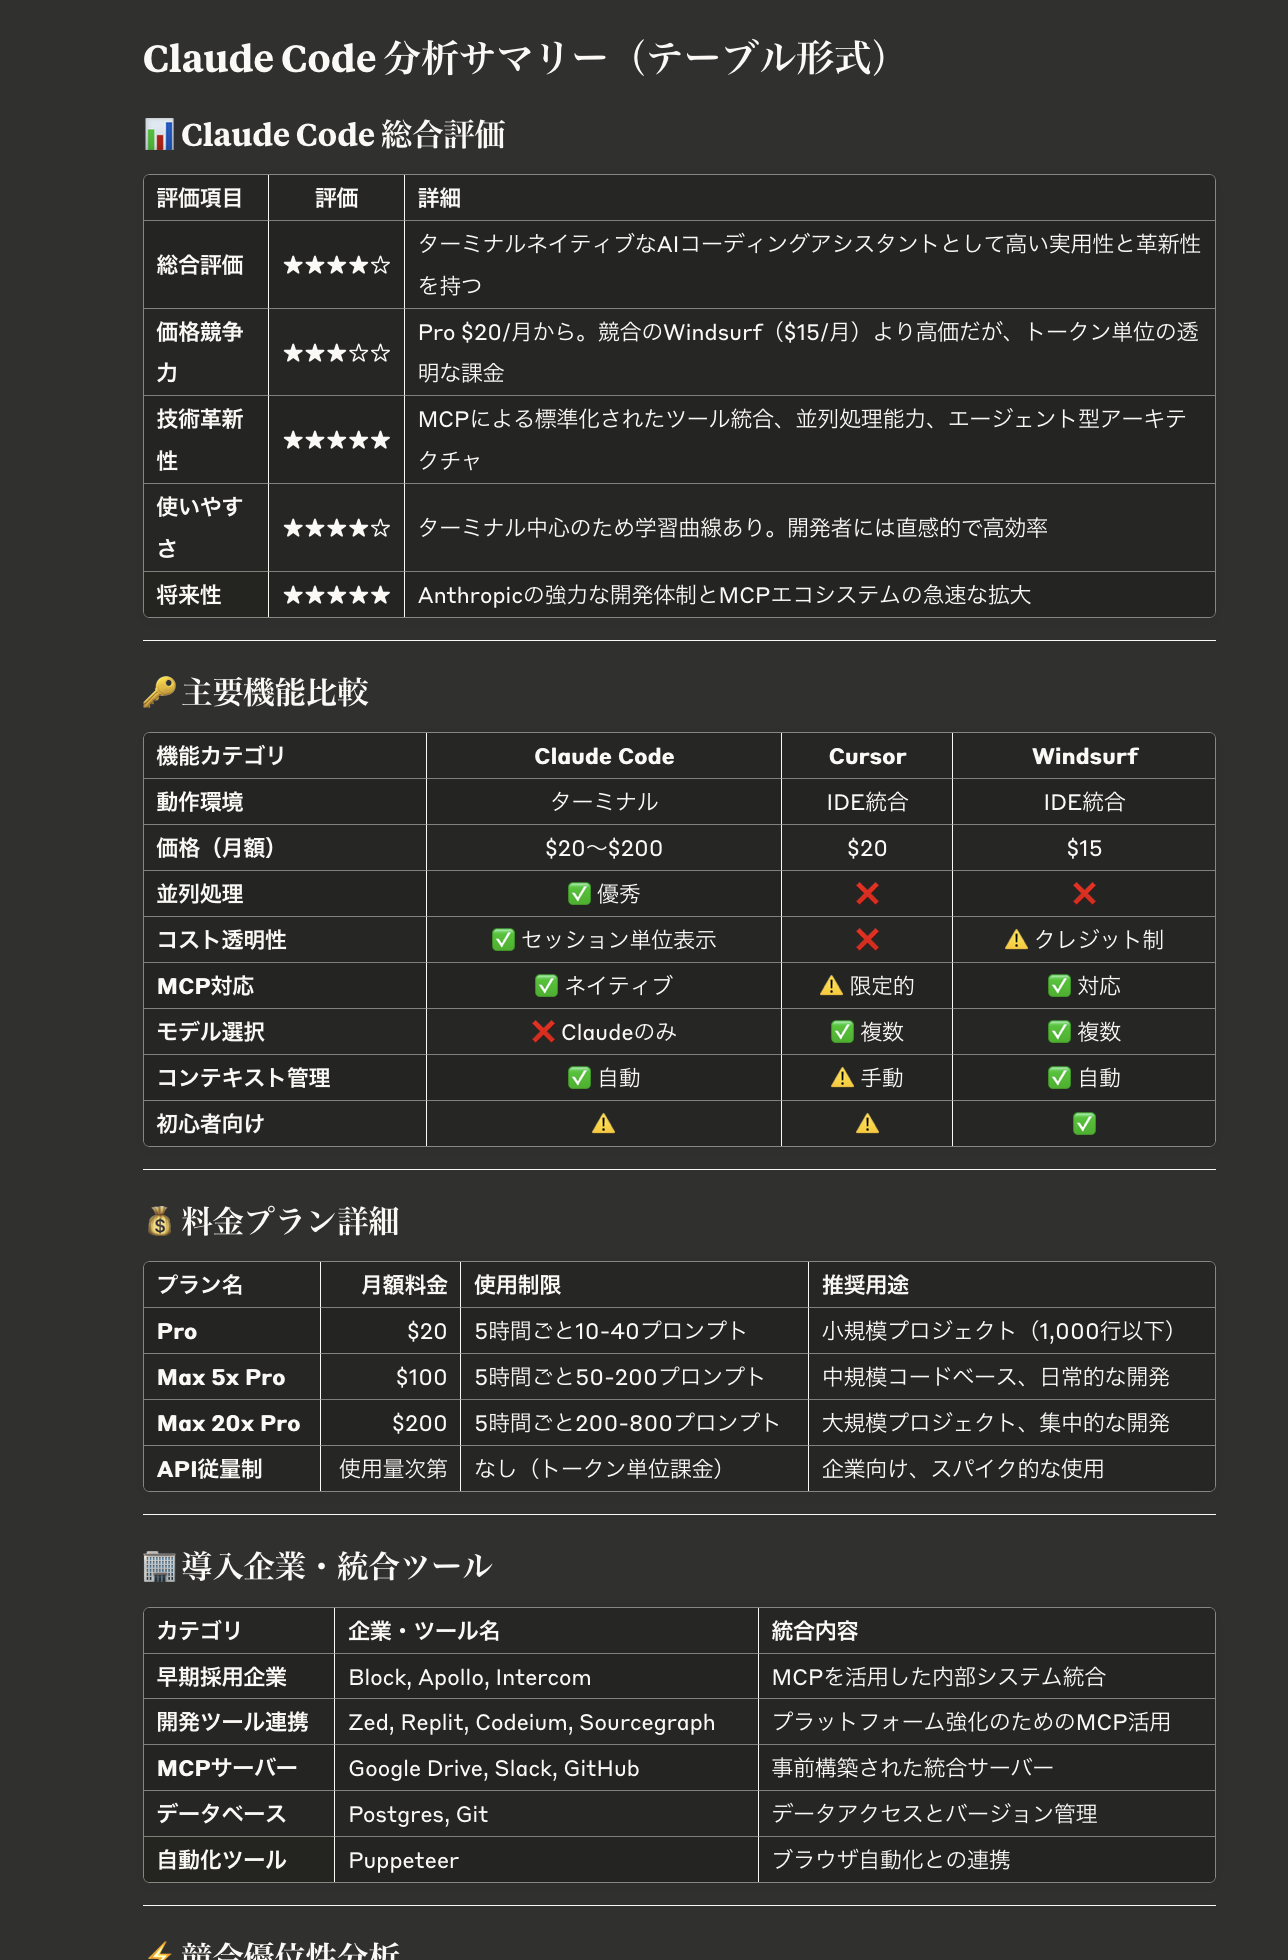 Claude Code 分析サマリー（テーブル形式）
📊 Claude Code 総合評価
評価項目 評価 詳細
総合評価 ★★★★☆ ターミナルネイティブなAIコーディングアシスタントとして高い実用性と革新性
を持つ
価格競争
力 ★★★☆☆ Pro $20/月から。競合のWindsurf（$15/月）より高価だが、トークン単位の透
明な課金
技術革新
性 ★★★★★ MCPによる標準化されたツール統合、並列処理能力、エージェント型アーキテ
クチャ
使いやす
さ ★★★★☆ ターミナル中心のため学習曲線あり。開発者には直感的で高効率
将来性 ★★★★★ Anthropicの強力な開発体制とMCPエコシステムの急速な拡大
🔑 主要機能比較
機能カテゴリ Claude Code Cursor Windsurf
動作環境 ターミナル IDE統合 IDE統合
価格（月額） $20〜$200 $20 $15
並列処理 ✅ 優秀 ❌ ❌
コスト透明性 ✅ セッション単位表示 ❌ ⚠️ クレジット制
MCP対応 ✅ ネイティブ ⚠️ 限定的 ✅ 対応
モデル選択 ❌ Claudeのみ ✅ 複数 ✅ 複数
コンテキスト管理 ✅ 自動 ⚠️ 手動 ✅ 自動
初心者向け ⚠️ ⚠️ ✅
💰 料金プラン詳細
プラン名 月額料金 使用制限 推奨用途
Pro $20 5時間ごと10-40プロンプト 小規模プロジェクト（1,000行以下）
Max 5x Pro $100 5時間ごと50-200プロンプト 中規模コードベース、日常的な開発
Max 20x Pro $200 5時間ごと200-800プロンプト 大規模プロジェクト、集中的な開発
API従量制 使用量次第 なし（トークン単位課金） 企業向け、スパイク的な使用
🏢 導入企業・統合ツール
カテゴリ 企業・ツール名 統合内容
早期採用企業 Block, Apollo, Intercom MCPを活用した内部システム統合
開発ツール連携 Zed, Replit, Codeium, Sourcegraph プラットフォーム強化のためのMCP活用
MCPサーバー Google Drive, Slack, GitHub 事前構築された統合サーバー
データベース Postgres, Git データアクセスとバージョン管理
自動化ツール Puppeteer ブラウザ自動化との連携
⚡ 競合優位性分析